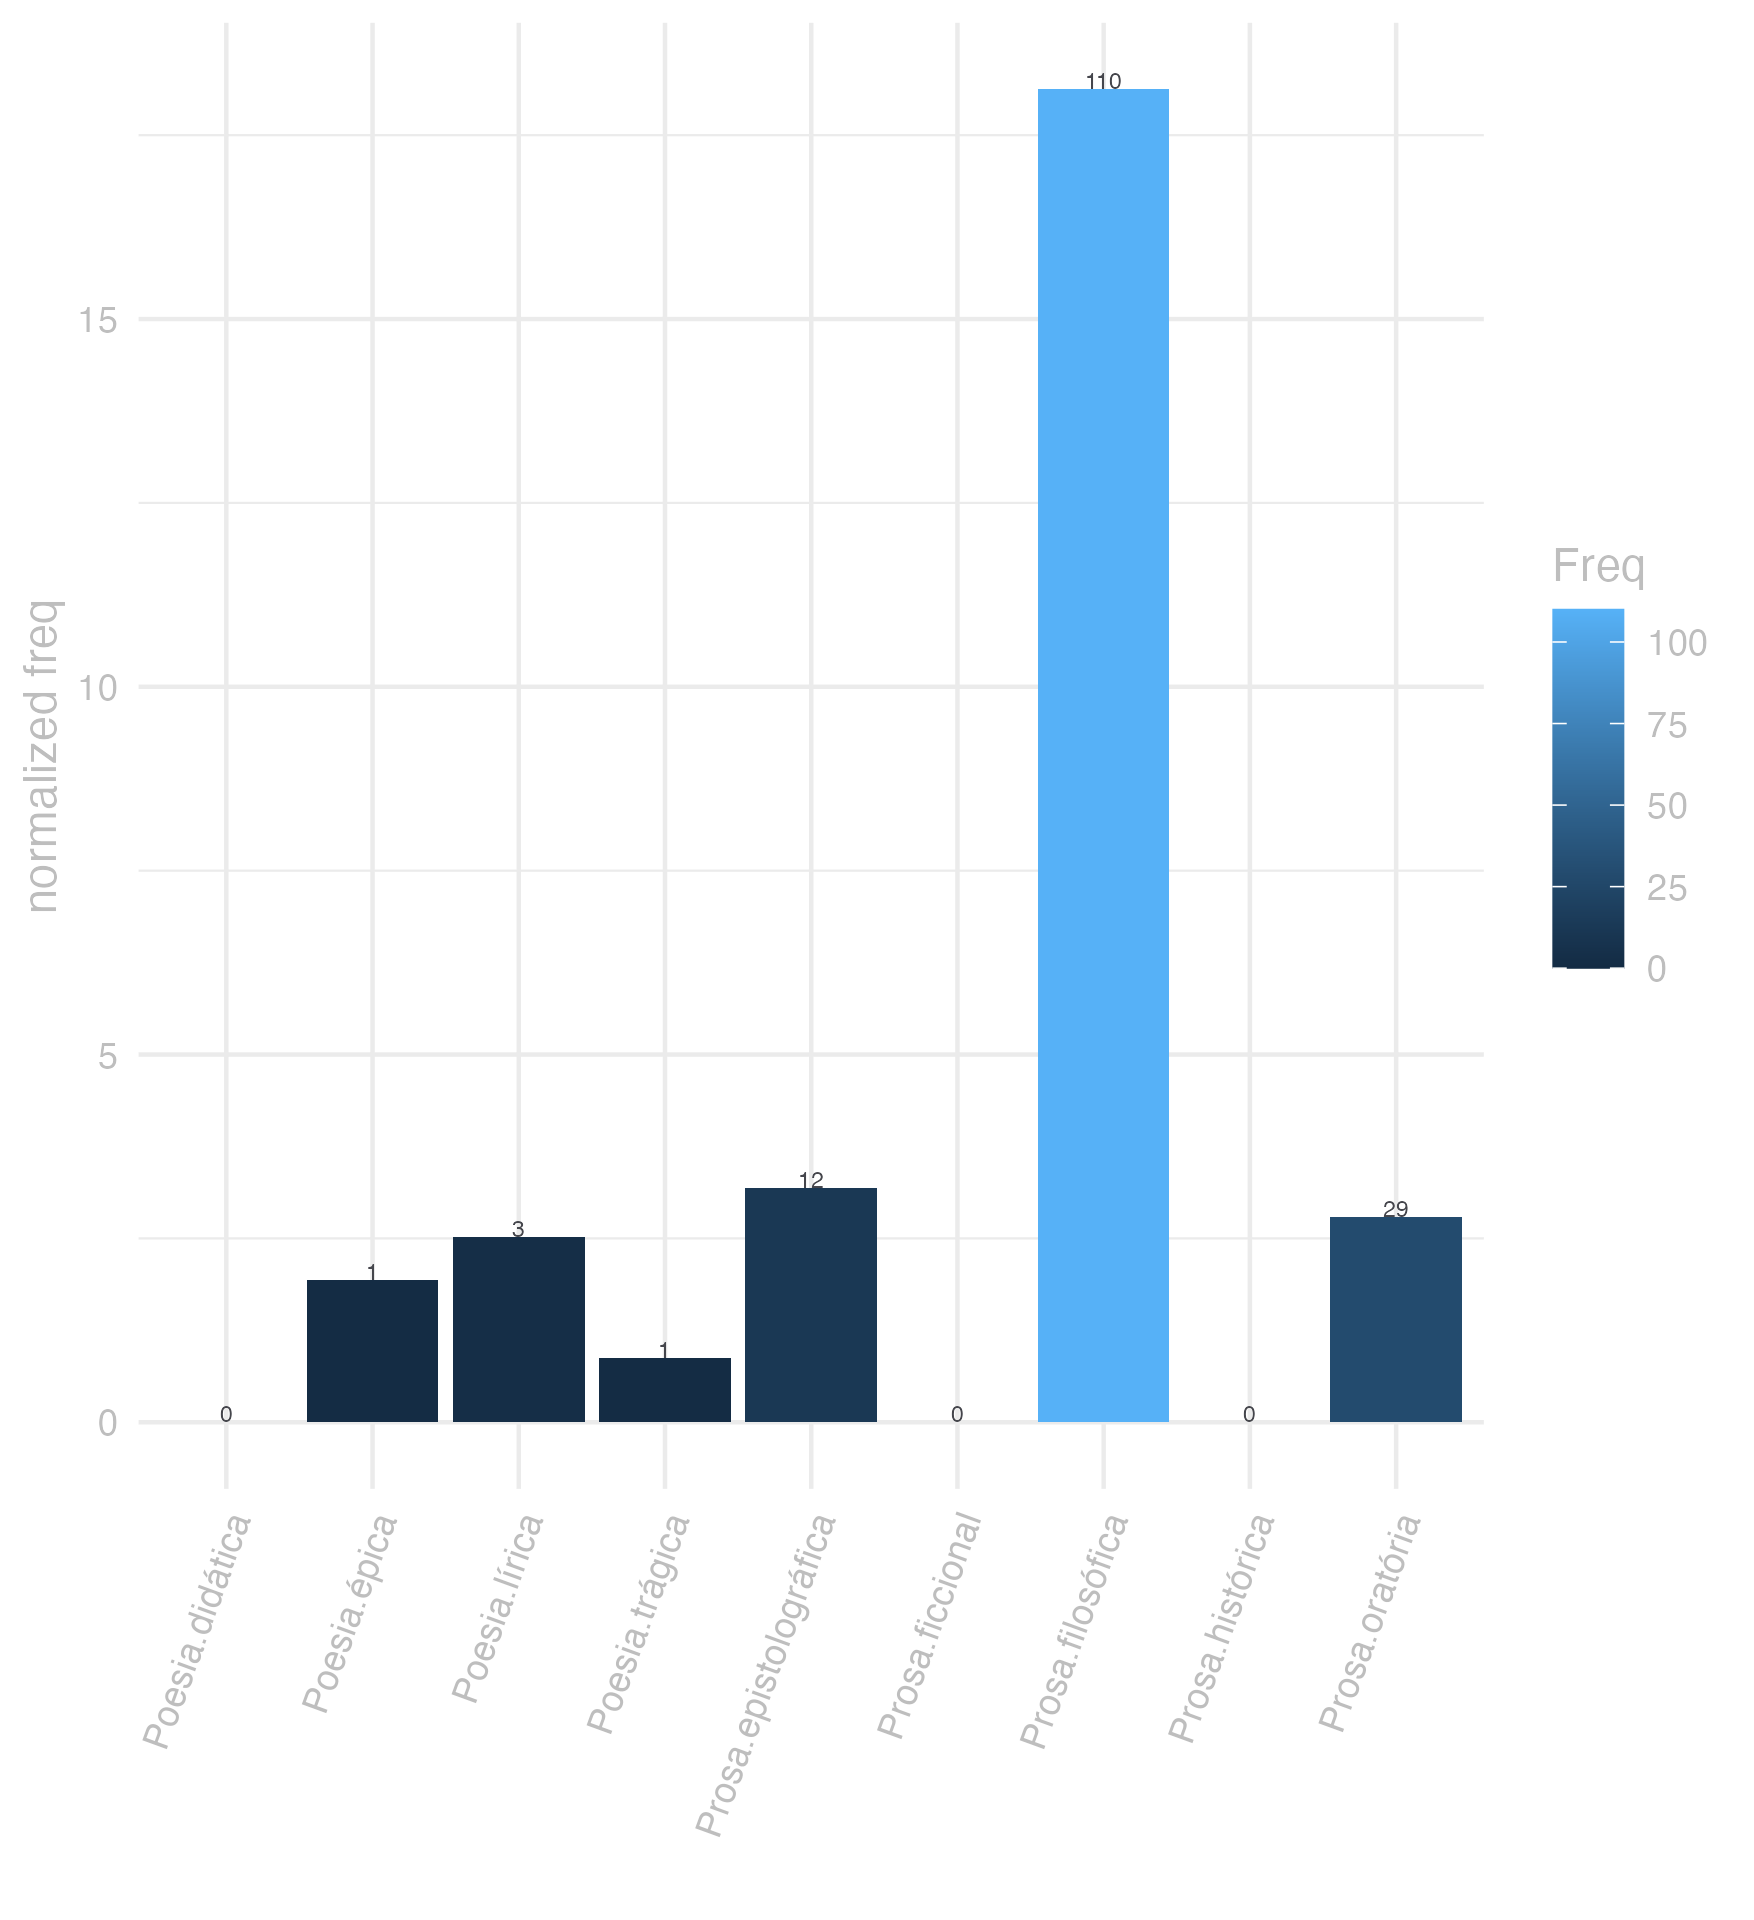 110
15
10
5
0
normalized freq
0
1
3
1
12
0
0
29
Poesia.didática
Poesia.épica
Poesia.lírica
Poesia.trágica
Prosa.epistolográfica
Prosa.ficcional
Prosa.filosófica
Prosa.histórica
Prosa.oratória
Freq
100
75
50
25
0